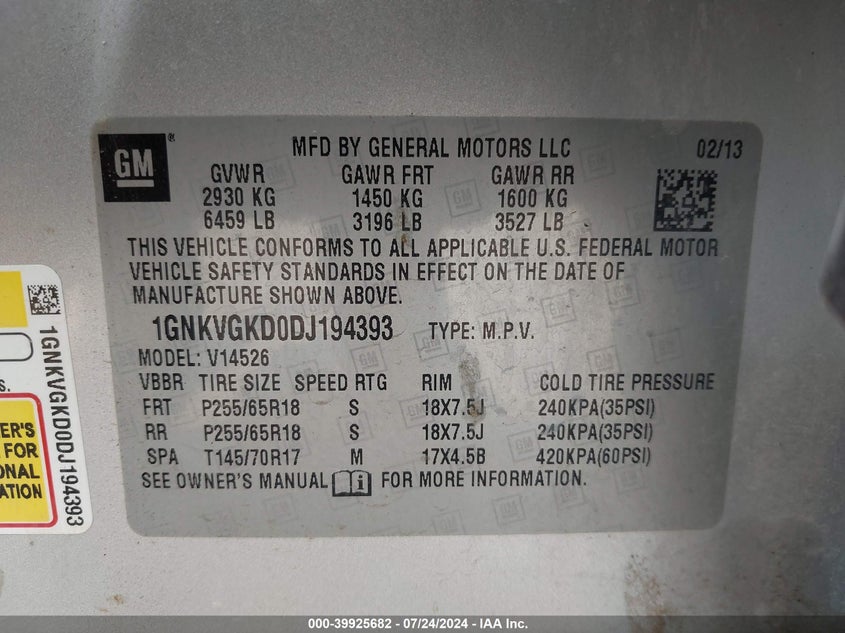 GM ® MFD BY GENERAL MOTORS LLC 02/13
GVWR GAWR FRT GAWR RR
2930 KG 1450 KG 1600 KG
6459 LB 3196 LB 3527 LB
THIS VEHICLE CONFORMS TO ALL APPLICABLE U.S. FEDERAL MOTOR
VEHICLE SAFETY STANDARDS IN EFFECT ON THE DATE OF
MANUFACTURE SHOWN ABOVE.
1GNKVGKD0DJ194393 TYPE: M.P.V.
MODEL: V14526
VBBR TIRE SIZE SPEED RTG RIM COLD TIRE PRESSURE
FRT P255/65R18 S 18X7.5J 240KPA(35PSI)
RR P255/65R18 S 18X7.5J 240KPA(35PSI)
SPA T145/70R17 M 17X4.5B 420KPA(60PSI)
SEE OWNER'S MANUAL FOR MORE INFORMATION.
1GNKVGKD0DJ194393
ER'S
FOR
ONAL
ATION
000-39925682 / 07/24/2024 - IAA Inc.